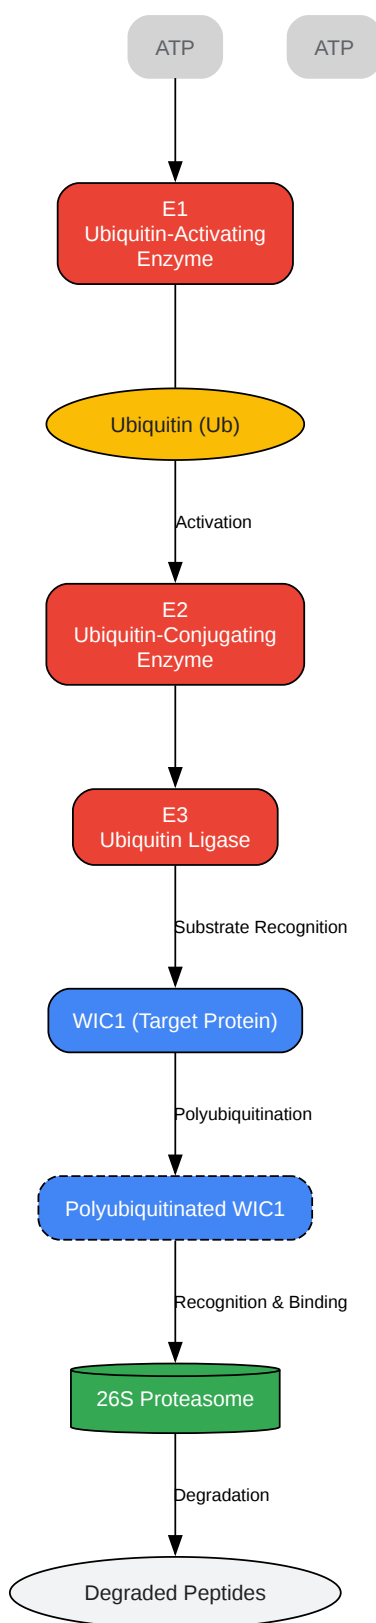 ATP
ATP
E1
Ubiquitin-Activating
Enzyme
Ubiquitin (Ub)
Activation
E2
Ubiquitin-Conjugating
Enzyme
E3
Ubiquitin Ligase
Substrate Recognition
WIC1 (Target Protein)
Polyubiquitination
Polyubiquitinated WIC1
Recognition & Binding
26S Proteasome
Degradation
Degraded Peptides